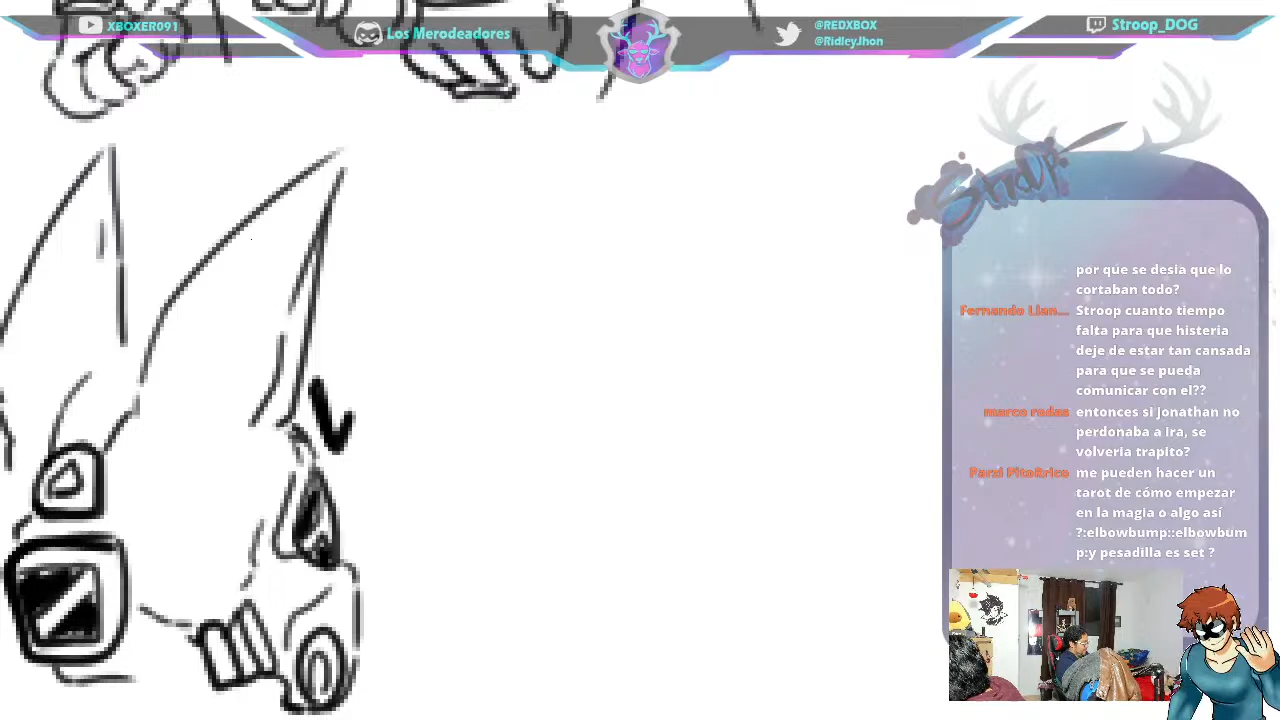 XBOXER091
Los Merodeadores
@REDXBOX
@RidleyJhon
Stroop_DOG
Stroop
por que se desia que lo
cortaban todo?
Fernando Llan... Stroop cuanto tiempo
falta para que histeria
deje de estar tan cansada
para que se pueda
comunicar con el??
marco rodas entonces si Jonathan no
perdonaba a ira, se
volveria trapito?
Parzi PitoBrico me pueden hacer un
tarot de cómo empezar
en la magia o algo así
?:elbowbump::elbowbum
p:y pesadilla es set ?